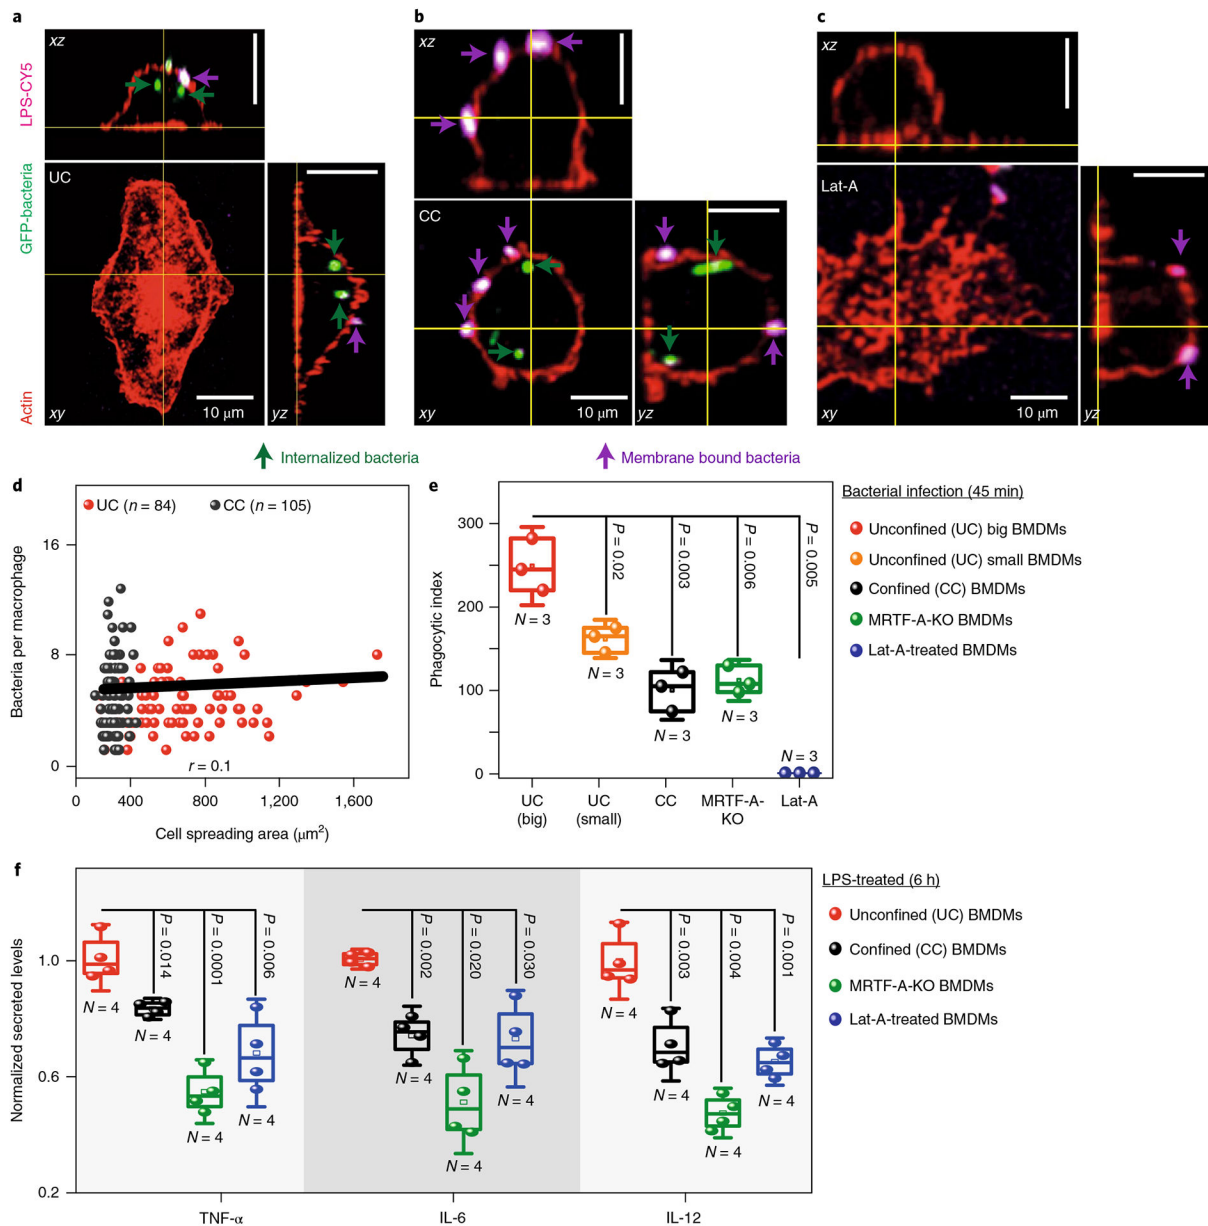 a
b
c
LPS-CY5
GFP-bacteria
Actin
xz
UC
xy
10 μm
yz
xz
CC
xy
10 μm
yz
xz
Lat-A
xy
10 μm
yz
Internalized bacteria
Membrane bound bacteria
d
UC (n = 84)
CC (n = 105)
Bacteria per macrophage
16
8
0
r = 0.1
0
400
800
1,200
1,600
Cell spreading area (μm²)
e
Phagocytic index
300
200
100
0
P = 0.02
P = 0.003
P = 0.006
P = 0.005
N = 3
N = 3
N = 3
N = 3
N = 3
UC
(big)
UC
(small)
CC
MRTF-A-
KO
Lat-A
Bacterial infection (45 min)
Unconfined (UC) big BMDMs
Unconfined (UC) small BMDMs
Confined (CC) BMDMs
MRTF-A-KO BMDMs
Lat-A-treated BMDMs
f
Normalized secreted levels
1.0
0.6
0.2
P = 0.014
P = 0.0001
P = 0.006
N = 4
N = 4
N = 4
N = 4
TNF-α
P = 0.002
P = 0.020
P = 0.030
N = 4
N = 4
N = 4
N = 4
IL-6
P = 0.003
P = 0.004
P = 0.001
N = 4
N = 4
N = 4
N = 4
IL-12
LPS-treated (6 h)
Unconfined (UC) BMDMs
Confined (CC) BMDMs
MRTF-A-KO BMDMs
Lat-A-treated BMDMs